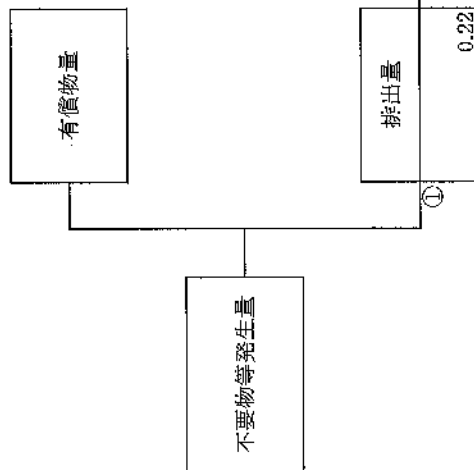 不要物等発生量
有償物量
排出量
①
0.22